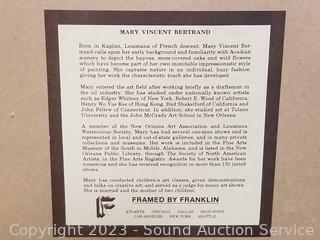 MARY VINCENT BERTRAND
Born in Kaplan, Louisiana of French descent. Mary Vincent Ber-
trand calls upon her early background and familiarity with Acadian
scenery to depict the bayous, moss-covered oaks and wild flowers
which have become part of her own inimitable impressionistic style
of painting. She captures nature in an individual, hazy fashion
giving her work the characteristic touch she has developed.
Mary entered the art field after working briefly as a draftsman in
the oil industry. She has studied under nationally known artists
such as Edgar Whitney of New York, Robert E. Wood of California,
Henry Wo Yue Kee of Hong Kong, Bud Shakelford of California and
John Pellew of Connecticut. In addition, she studied art at Tulane
University and the John McCrady Art School in New Orleans.
A member of the New Orleans Art Association and Louisiana
Watercolour Society, Mary has had several one-man shows and is
represented in local and out-of-state galleries, and in many private
collections and museums. Her work is included in the Fine Arts
Museum of the South in Mobile, Alabama, and is listed in the New
Orleans Public Library, through The Society of North American
Artists, in the Fine Arts Registry. Awards for her work have been
numerous and she has received recognition in more than 150 juried
shows.
Mary has conducted children's art classes, given demonstrations
and talks on creative art, and served as a judge for many art shows.
She is married and the mother of two children.
FRAMED BY FRANKLIN
ATLANTA CHICAGO DALLAS HIGH POINT
LOS ANGELES NEW YORK SEATTLE
Copyright 2023 - Sound Auction Service